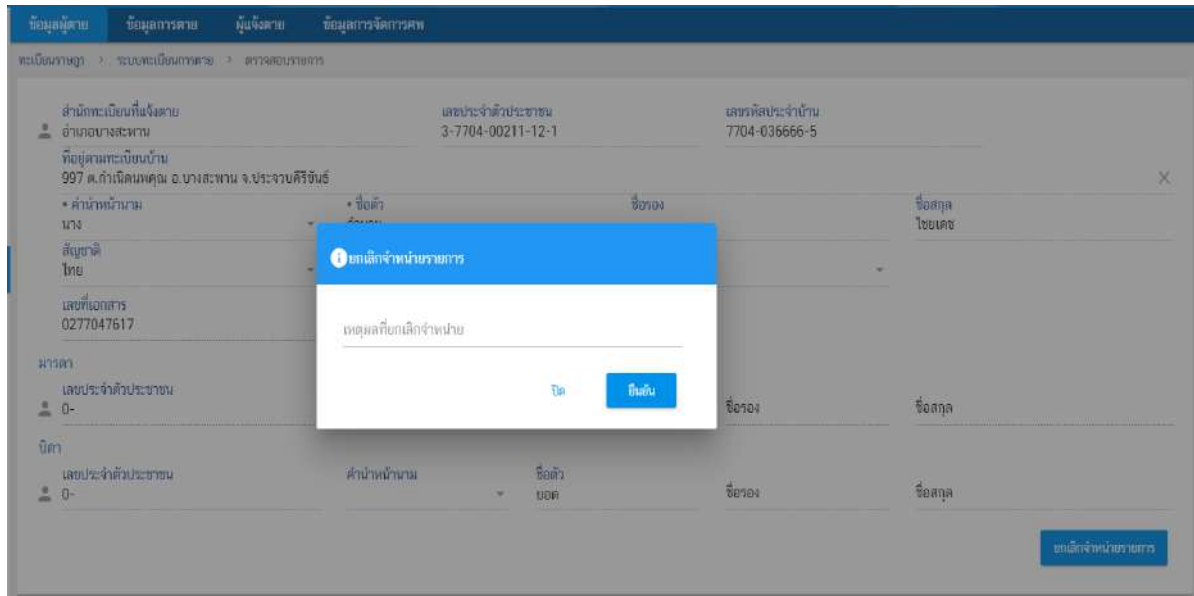 ข้อมูลผู้ตาย ข้อมูลการตาย ผู้แจ้งตาย ข้อมูลการจัดการศพ
ทะเบียนราษฎร > ระบบทะเบียนการตาย > ตรวจสอบรายการ
สำนักทะเบียนที่แจ้งตาย เลขประจำตัวประชาชน เลขรหัสประจำบ้าน
อำเภอบางสะพาน 3-7704-00211-12-1 7704-036666-5
ที่อยู่ตามทะเบียนบ้าน
997 ต.กำเนิดนพคุณ อ.บางสะพาน จ.ประจวบคีรีขันธ์
• คำนำหน้านาม • ชื่อตัว ชื่อรอง ชื่อสกุล
นาง ไชยเดช
สัญชาติ
ไทย
ยกเลิกจำหน่ายรายการ
เลขที่เอกสาร
0277047617
เหตุผลที่ยกเลิกจำหน่าย
มารดา
เลขประจำตัวประชาชน
ปิด ยืนยัน
0- ชื่อรอง ชื่อสกุล
บิดา
เลขประจำตัวประชาชน คำนำหน้านาม ชื่อตัว
0- ยอด ชื่อรอง ชื่อสกุล
ยกเลิกจำหน่ายรายการ